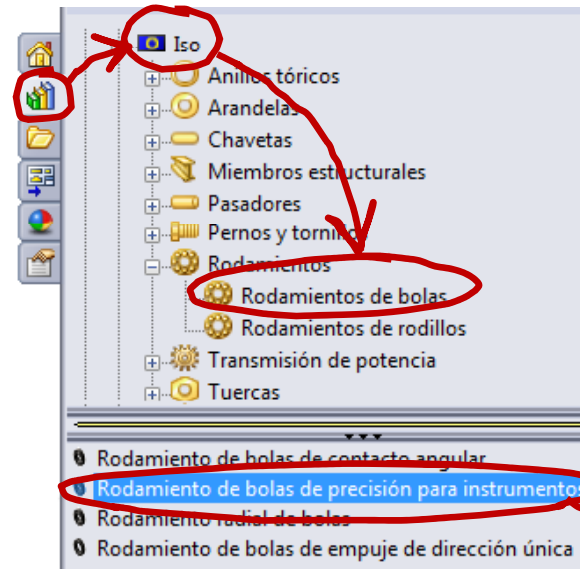 Iso
Anillos tóricos
Arandelas
Chavetas
Miembros estructurales
Pasadores
Pernos y tornillos
Rodamientos
Rodamientos de bolas
Rodamientos de rodillos
Transmisión de potencia
Tuercas
Rodamiento de bolas de contacto angular
Rodamiento de bolas de precisión para instrumentos
Rodamiento radial de bolas
Rodamiento de bolas de empuje de dirección única